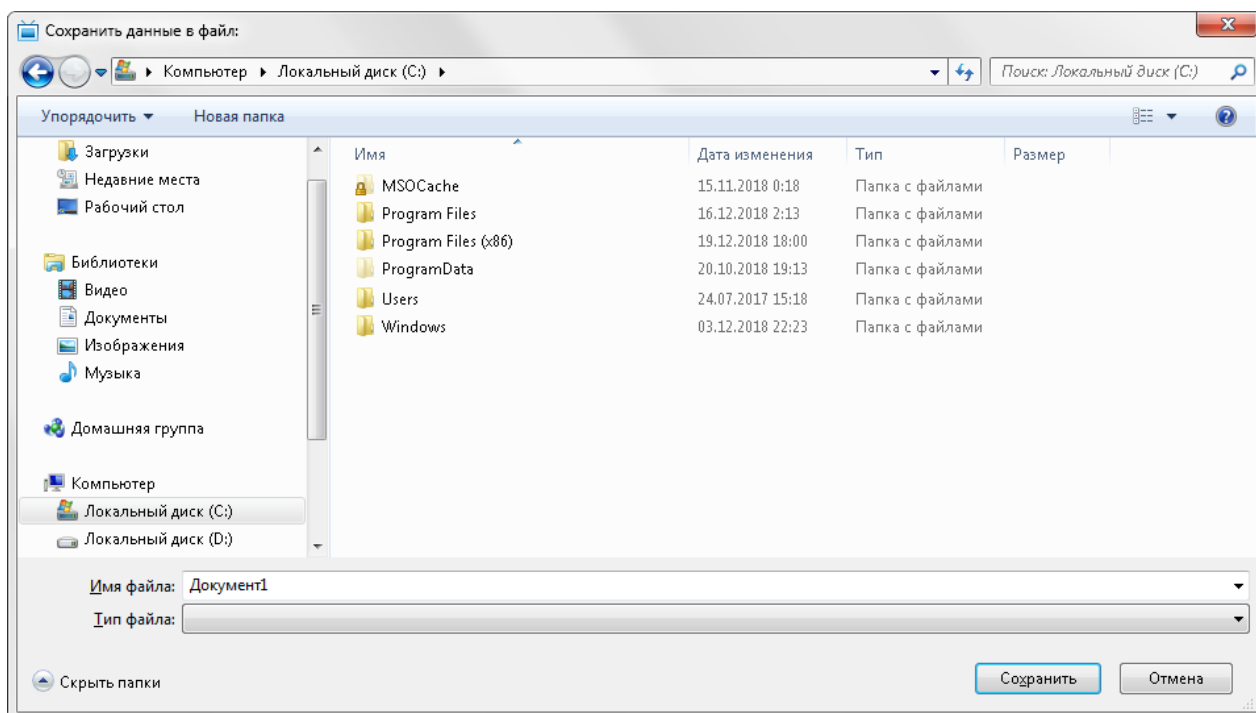 Сохранить данные в файл:
Компьютер Локальный диск (C:) Поиск: Локальный диск (C:)
Упорядочить Новая папка
Загрузки
Недавние места
Рабочий стол
Библиотеки
Видео
Документы
Изображения
Музыка
Домашняя группа
Компьютер
Локальный диск (C:)
Локальный диск (D:)
Имя Дата изменения Тип Размер
MSOCache 15.11.2018 0:18 Папка с файлами
Program Files 16.12.2018 2:13 Папка с файлами
Program Files (x86) 19.12.2018 18:00 Папка с файлами
ProgramData 20.10.2018 19:13 Папка с файлами
Users 24.07.2017 15:18 Папка с файлами
Windows 03.12.2018 22:23 Папка с файлами
Имя файла: Документ1
Тип файла:
Скрыть папки Сохранить Отмена